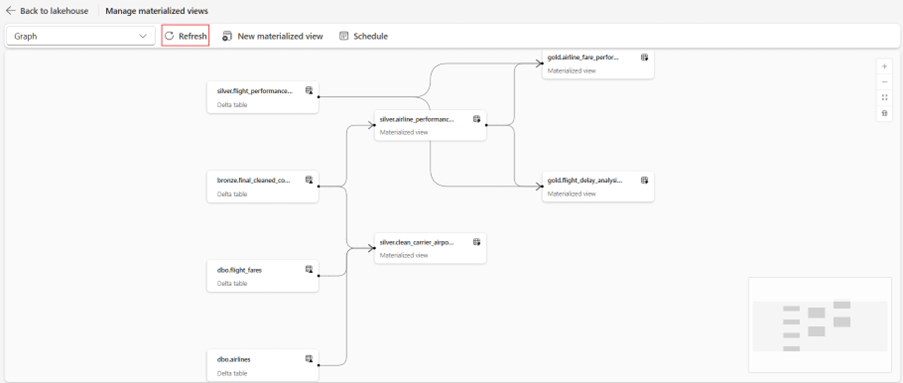 Back to lakehouse
Manage materialized views
Graph
Refresh
New materialized view
Schedule
gold.airline_fare_perfor...
Materialized view
silver.flight_performance...
Delta table
silver.airline_performanc...
Materialized view
bronze.final_cleaned_co...
Delta table
gold.flight_delay_analysi...
Materialized view
silver.clean_carrier_airpo...
Materialized view
dbo.flight_fares
Delta table
dbo.airlines
Delta table